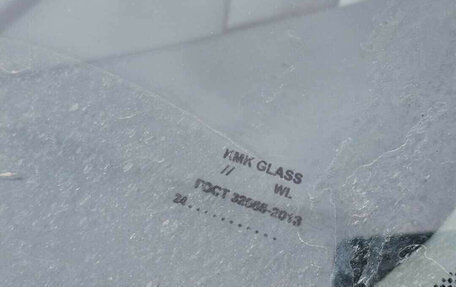 KMK GLASS
// WL
ГОСТ 32565-2013
24...........